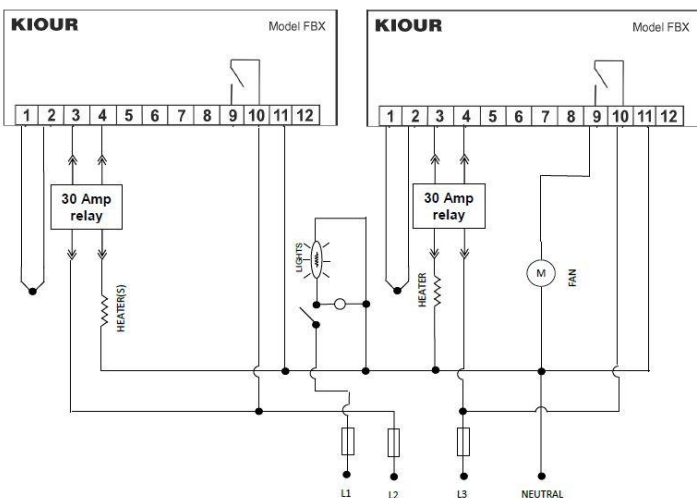 KIOUR Model FBX
1 2 3 4 5 6 7 8 9 10 11 12
30 Amp
relay
HEATER(S)
LIGHTS
KIOUR Model FBX
1 2 3 4 5 6 7 8 9 10 11 12
30 Amp
relay
HEATER
M
FAN
L1 L2 L3 NEUTRAL